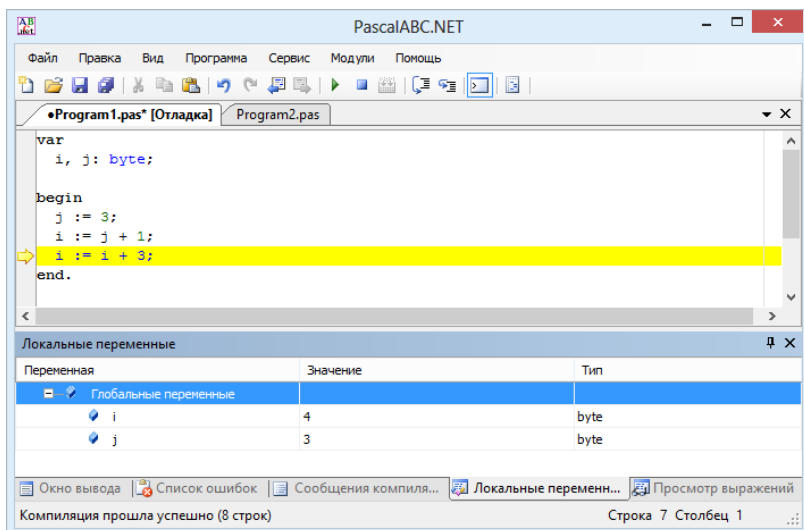 PascalABC.NET
Файл Правка Вид Программа Сервис Модули Помощь
•Program1.pas* [Отладка] Program2.pas
var
i, j: byte;
begin
j := 3;
i := j + 1;
i := i + 3;
end.
Локальные переменные
Переменная Значение Тип
Глобальные переменные
i 4 byte
j 3 byte
Окно вывода Список ошибок Сообщения компиля... Локальные переменн... Просмотр выражений
Компиляция прошла успешно (8 строк) Строка 7 Столбец 1